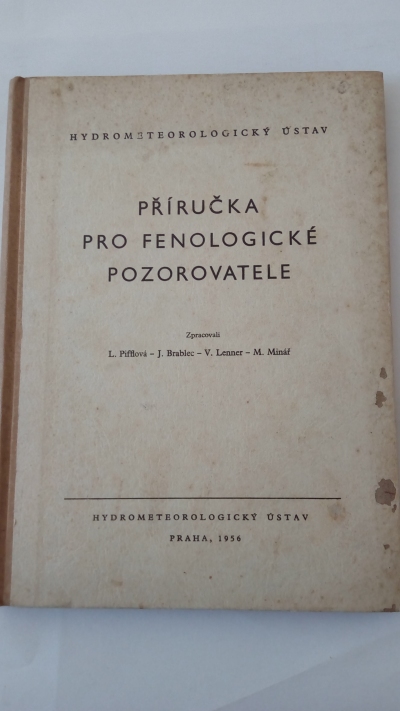 HYDROMETEOROLOGICKÝ ÚSTAV
PŘÍRUČKA
PRO FENOLOGICKÉ
POZOROVATELE
Zpracovali
L. Pifflová – J. Brablec – V. Lenner – M. Minář
HYDROMETEOROLOGICKÝ ÚSTAV
PRAHA, 1956